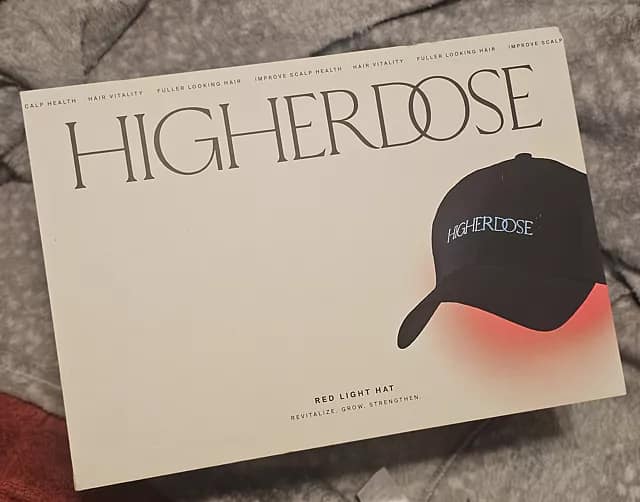 CALP HEALTH HAIR VITALITY FULLER LOOKING HAIR IMPROVE SCALP HEALTH HAIR VITALITY FULLER LOOKING HAIR IMPROVE SCALP
HIGHERDOSE
HIGHERDOSE
RED LIGHT HAT
REVITALIZE. GROW. STRENGTHEN.